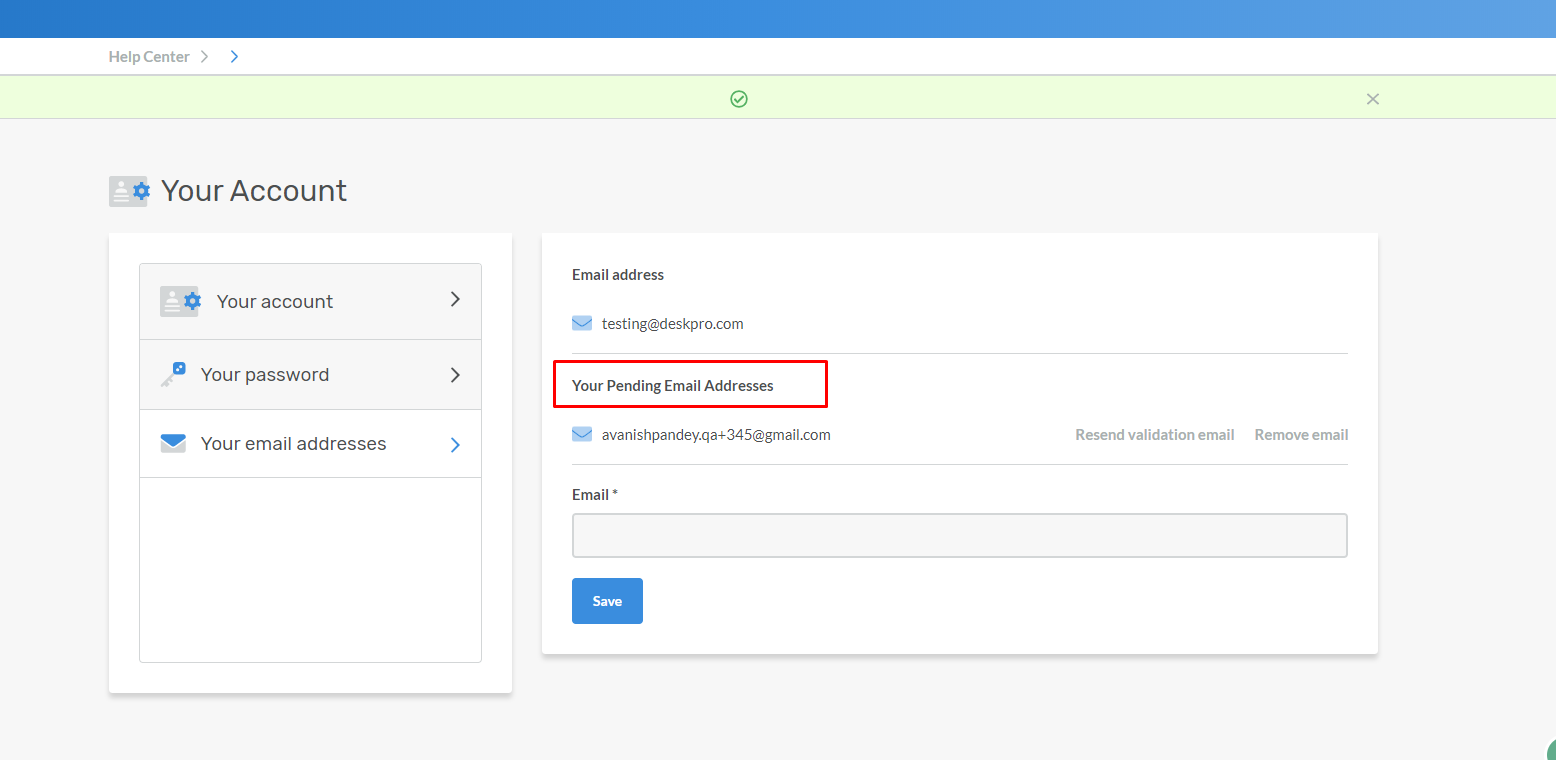 Help Center
Your Account
Your account
Your password
Your email addresses
Email address
testing@deskpro.com
Your Pending Email Addresses
avanishpandey.qa+345@gmail.com Resend validation email Remove email
Email *
Save